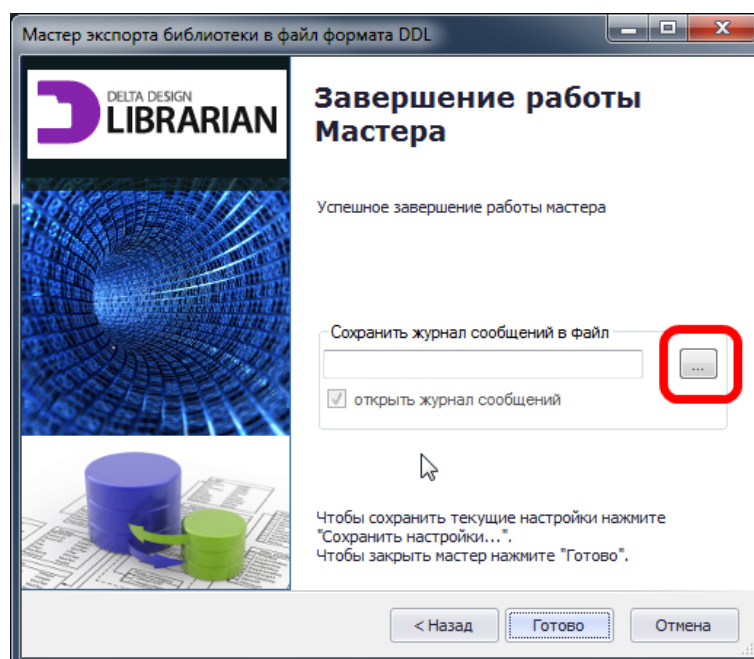 Мастер экспорта библиотеки в файл формата DDL
DELTA DESIGN
LIBRARIAN
Завершение работы
Мастера
Успешное завершение работы мастера
Сохранить журнал сообщений в файл
...
открыть журнал сообщений
Чтобы сохранить текущие настройки нажмите
"Сохранить настройки...".
Чтобы закрыть мастер нажмите "Готово".
< Назад
Готово
Отмена